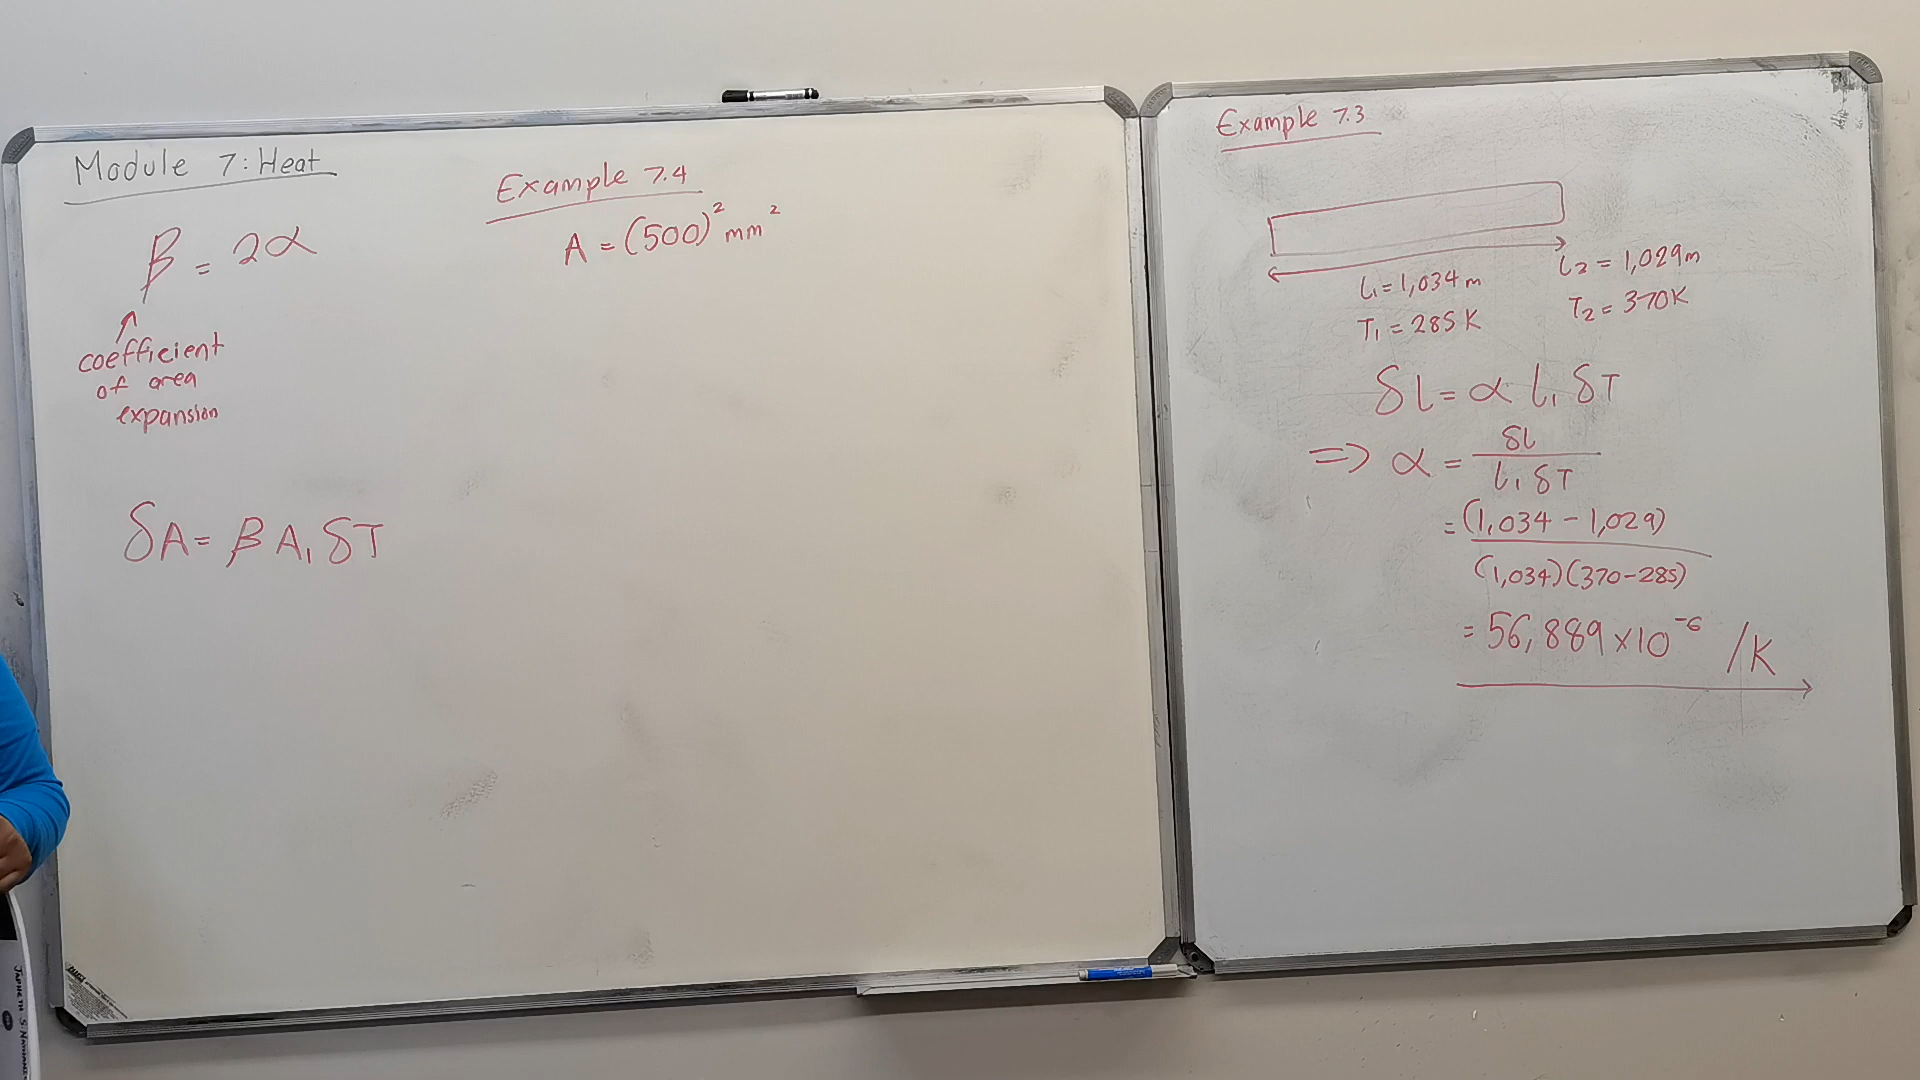 Module 7: Heat
β = 2α
coefficient
of area
expansion
δA = β A₁ δT
Example 7.4
A = (500)² mm²
Example 7.3
l₁ = 1,034 m
T₁ = 285 K
l₂ = 1,029 m
T₂ = 370 K
δl = α l₁ δT
=> α = δl / l₁ δT
= (1,034 - 1,029) / (1,034)(370-285)
= 56,889 × 10⁻⁶ /K